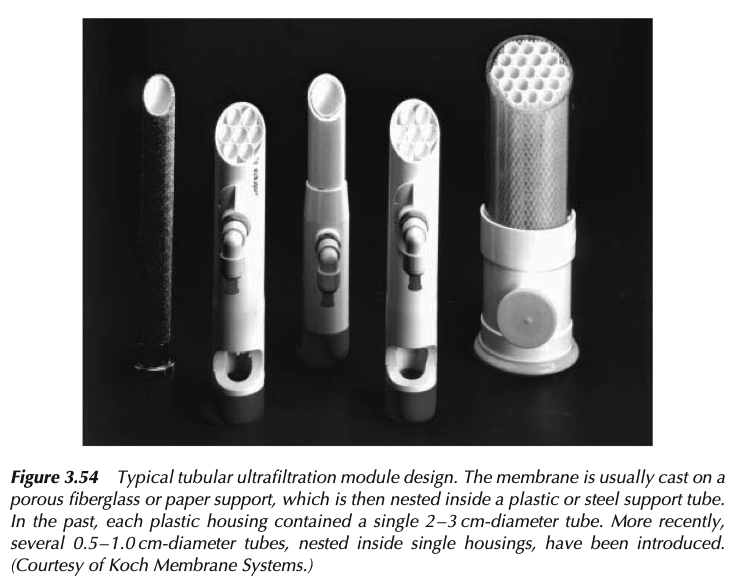 Figure 3.54 Typical tubular ultrafiltration module design. The membrane is usually cast on a
porous fiberglass or paper support, which is then nested inside a plastic or steel support tube.
In the past, each plastic housing contained a single 2–3 cm-diameter tube. More recently,
several 0.5–1.0 cm-diameter tubes, nested inside single housings, have been introduced.
(Courtesy of Koch Membrane Systems.)